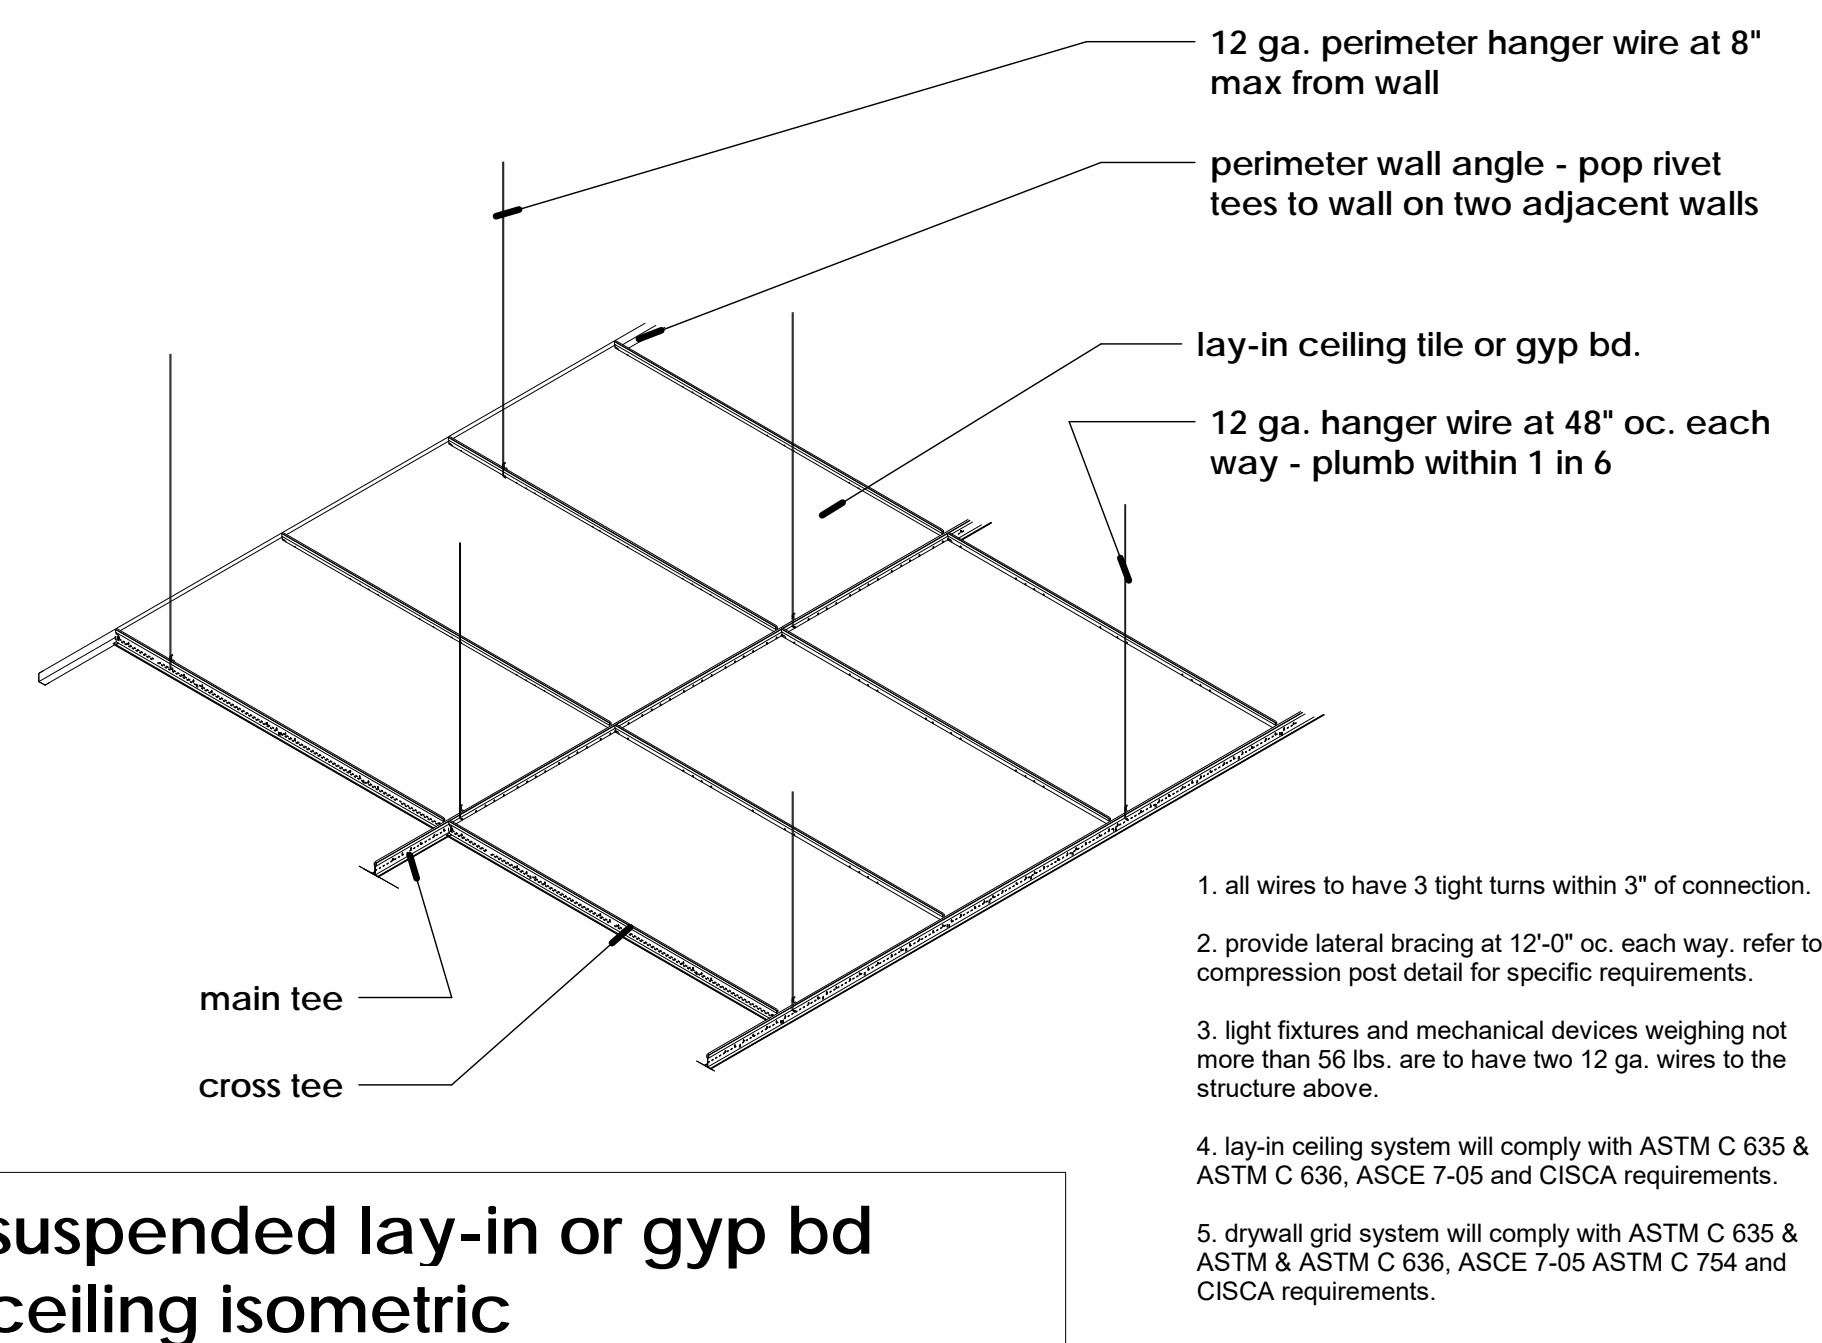 12 ga. perimeter hanger wire at 8"
max from wall
perimeter wall angle - pop rivet
tees to wall on two adjacent walls
lay-in ceiling tile or gyp bd.
12 ga. hanger wire at 48" oc. each
way - plumb within 1 in 6
main tee
cross tee
1. all wires to have 3 tight turns within 3" of connection.
2. provide lateral bracing at 12'-0" oc. each way. refer to
compression post detail for specific requirements.
3. light fixtures and mechanical devices weighing not
more than 56 lbs. are to have two 12 ga. wires to the
structure above.
4. lay-in ceiling system will comply with ASTM C 635 &
ASTM C 636, ASCE 7-05 and CISCA requirements.
5. drywall grid system will comply with ASTM C 635 &
ASTM & ASTM C 636, ASCE 7-05 ASTM C 754 and
CISCA requirements.
suspended lay-in or gyp bd
ceiling isometric